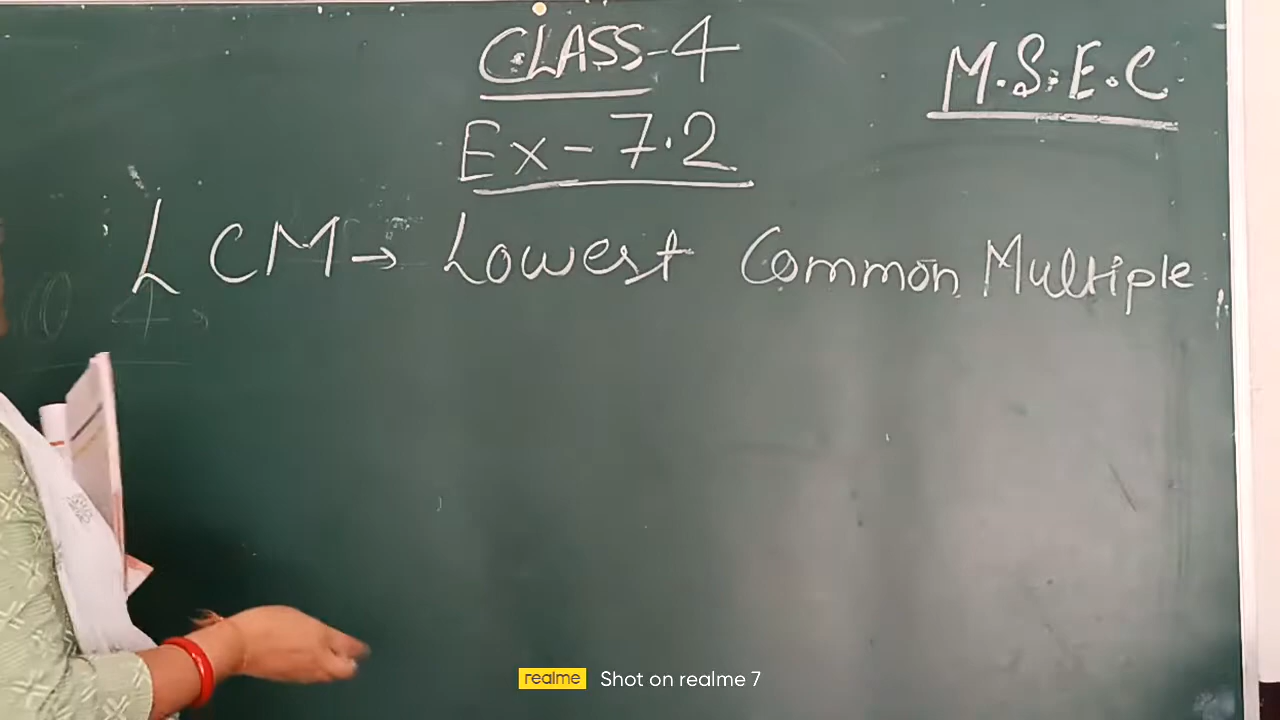 CLASS-4
M.S.E.C
Ex-7.2
LCM → Lowest Common Multiple
realme Shot on realme 7